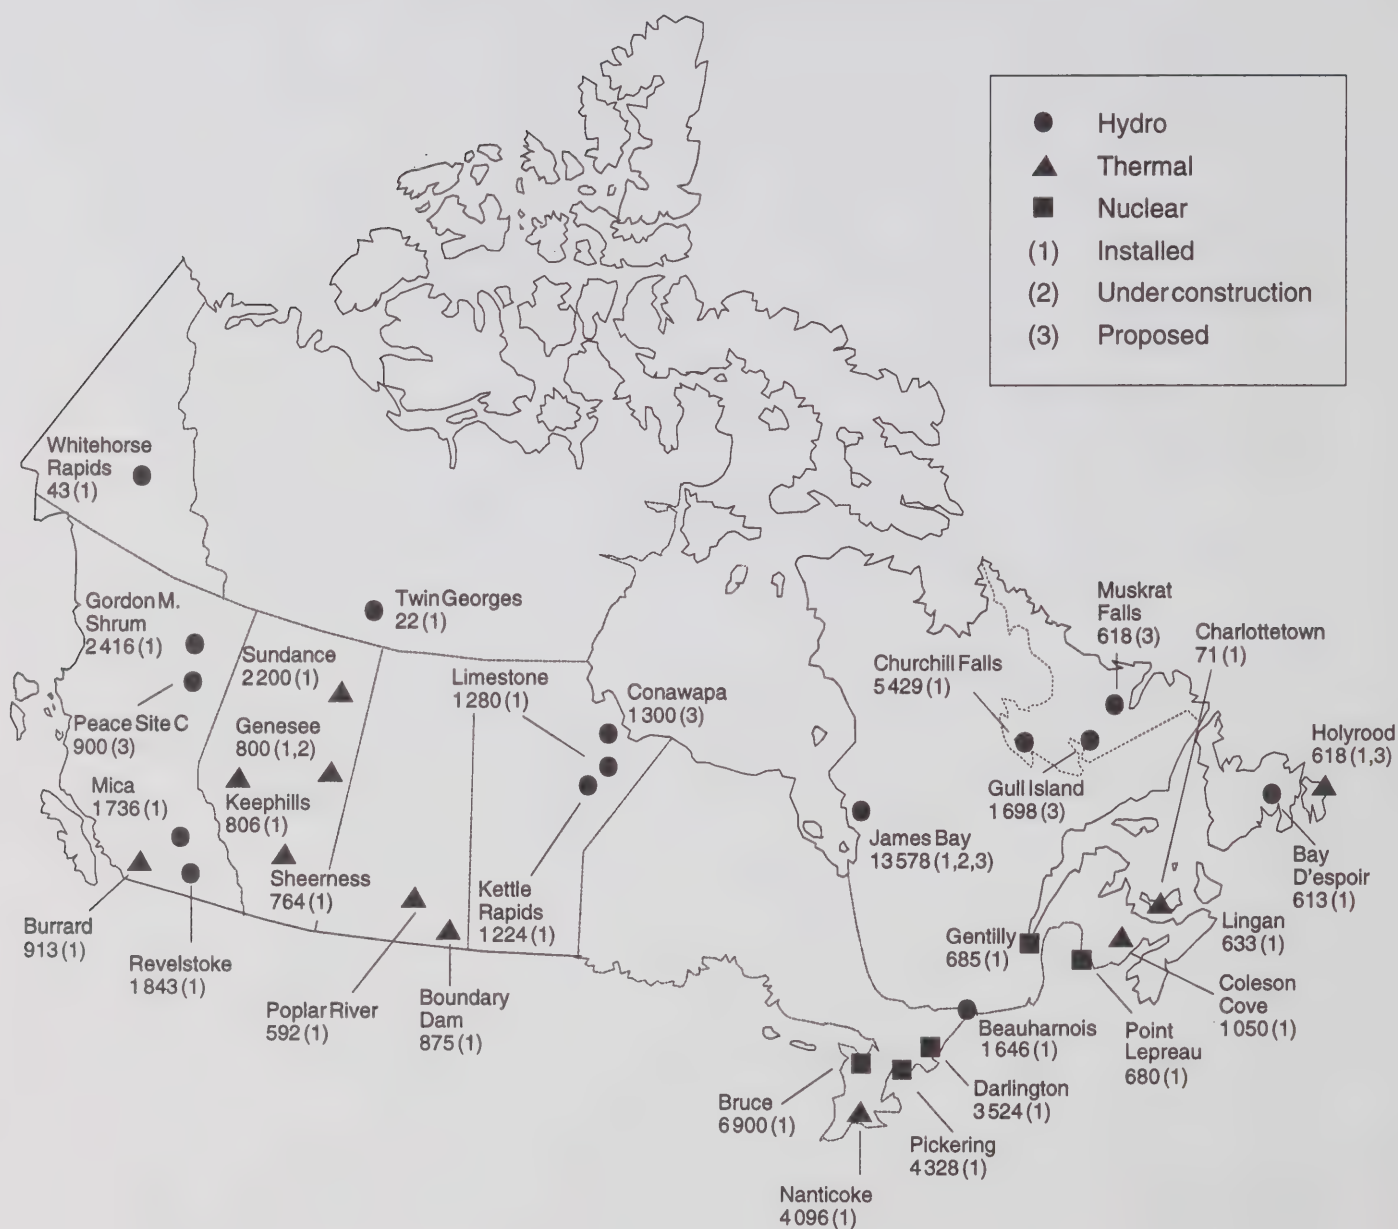 Hydro
Thermal
Nuclear
(1) Installed
(2) Under construction
(3) Proposed
Whitehorse
Rapids
43 (1)
Gordon M.
Shrum
2 416 (1)
Peace Site C
900 (3)
Mica
1 736 (1)
Burrard
913 (1)
Revelstoke
1 843 (1)
Twin Georges
22 (1)
Sundance
2 200 (1)
Genesee
800 (1,2)
Keephills
806 (1)
Sheerness
764 (1)
Poplar River
592 (1)
Boundary
Dam
875 (1)
Limestone
1 280 (1)
Conawapa
1 300 (3)
Kettle
Rapids
1 224 (1)
Churchill Falls
5 429 (1)
Muskrat
Falls
618 (3)
Charlottetown
71 (1)
Gull Island
1 698 (3)
Holyrood
618 (1,3)
James Bay
13 578 (1,2,3)
Bay
D'espoir
613 (1)
Gentilly
685 (1)
Lingan
633 (1)
Coleson
Cove
1 050 (1)
Beauharnois
1 646 (1)
Point
Lepreau
680 (1)
Bruce
6 900 (1)
Darlington
3 524 (1)
Pickering
4 328 (1)
Nanticoke
4 096 (1)